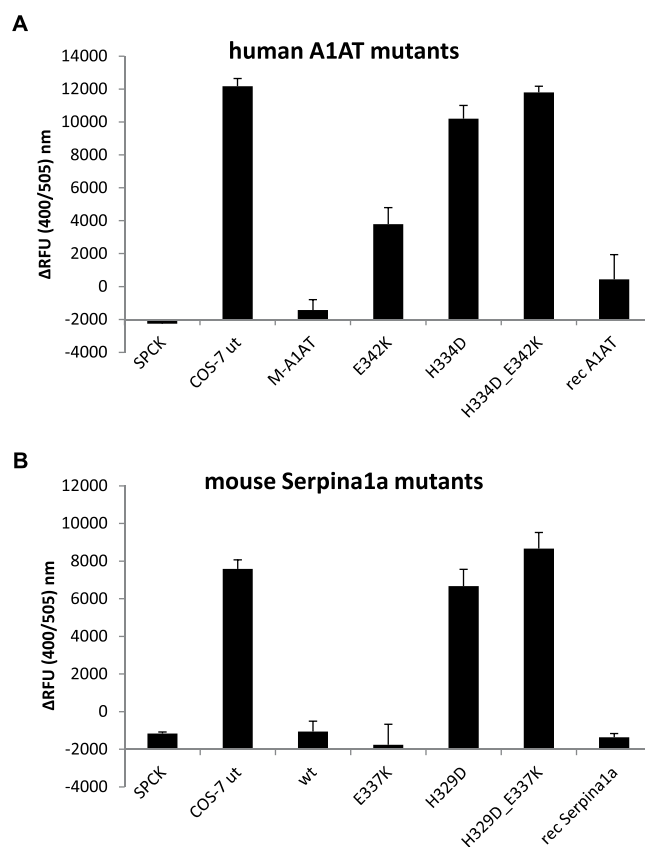 A
human A1AT mutants
ΔRFU (400/505) nm
14000
12000
10000
8000
6000
4000
2000
0
-2000
-4000
SPCK
COS-7 ut
M-A1AT
E342K
H334D
H334D_E342K
rec A1AT
B
mouse Serpina1a mutants
ΔRFU (400/505) nm
12000
10000
8000
6000
4000
2000
0
-2000
-4000
SPCK
COS-7 ut
wt
E337K
H329D
H329D_E337K
rec Serpina1a